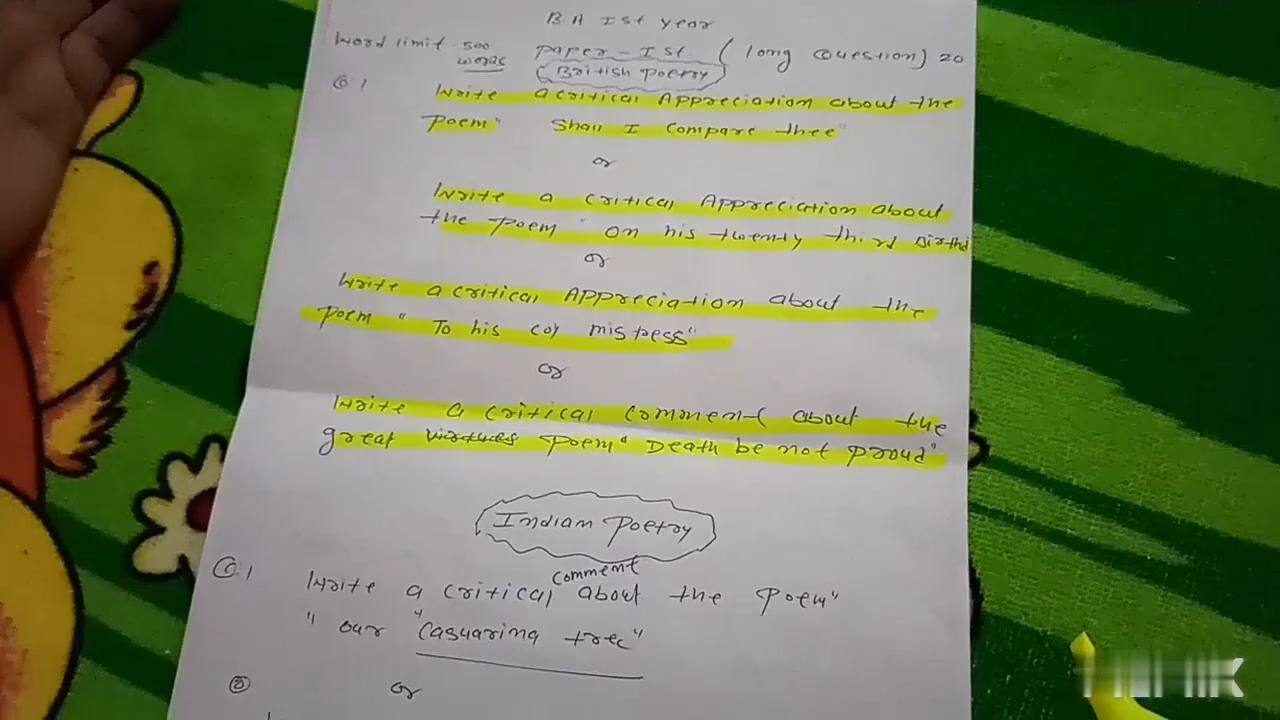 B.A Ist year
Word limit. 500 words
Paper - Ist (long Question) 20
(British Poetry)
Q.1 Write a critical Appreciation about the
Poem" Shall I compare thee"
or
Write a critical Appreciation about
the Poem " on his twenty third Birthd
or
Write a critical Appreciation about the
Poem " To his coy mistress"
or
Write a critical comment about the
great virtues Poem" Death be not proud"
Indian Poetry
comment
Q.1 Write a critical about the Poem"
" our "Casuarina tree"
② or